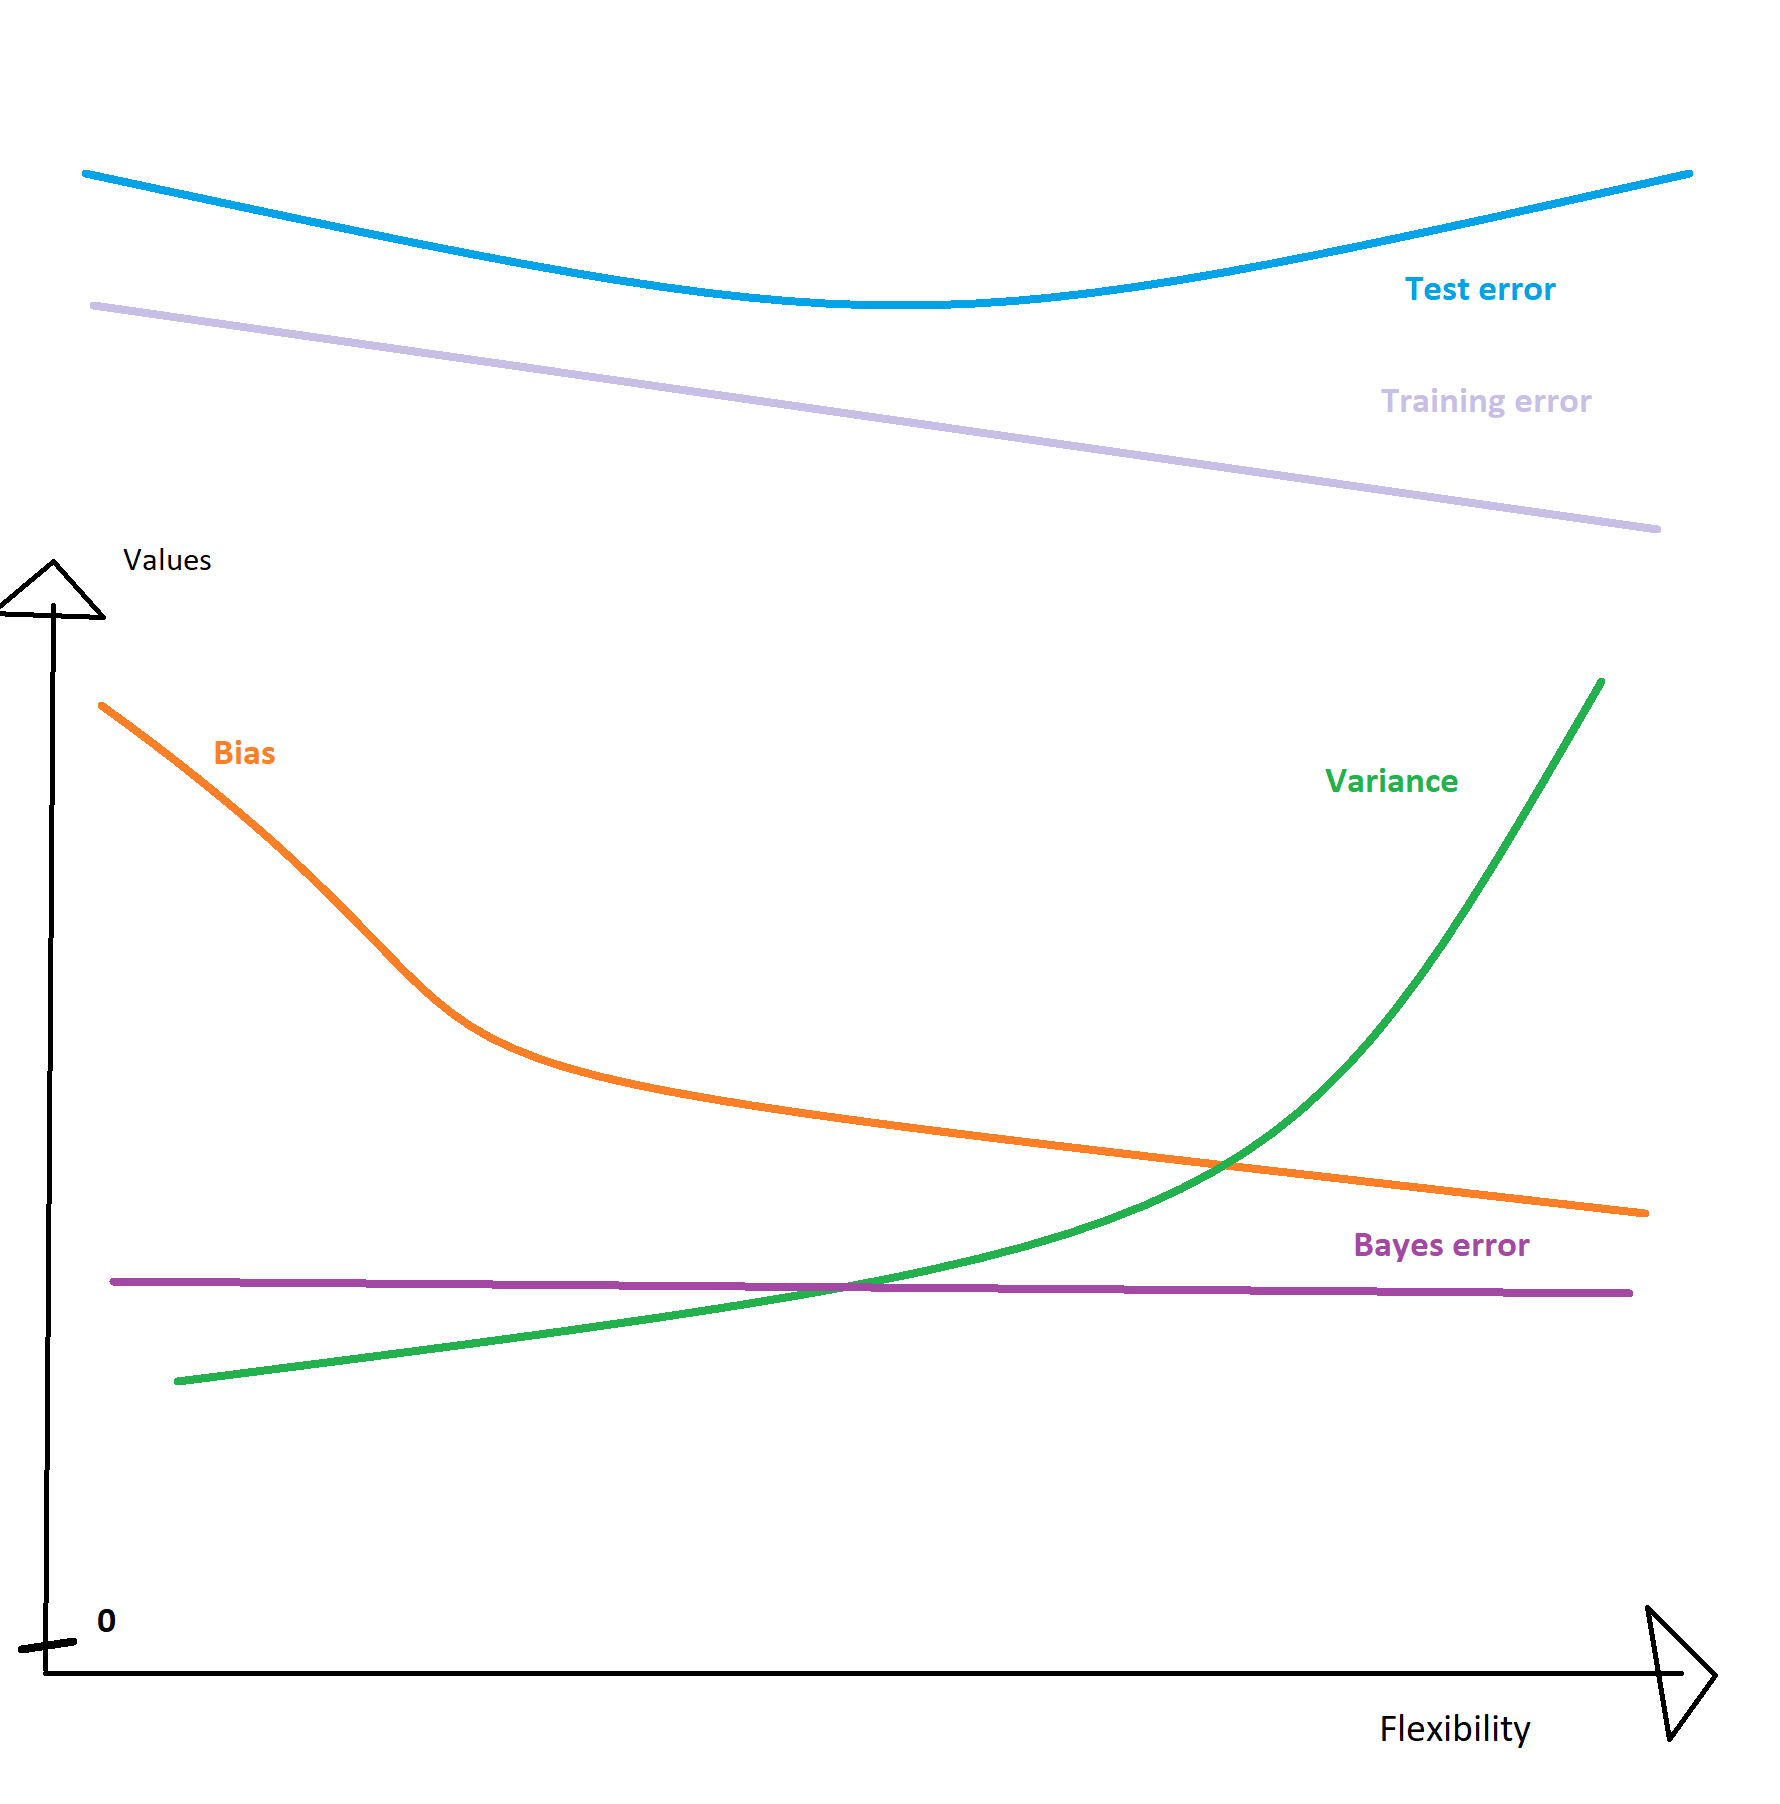 Test error
Training error
Values
Bias
Variance
Bayes error
0
Flexibility